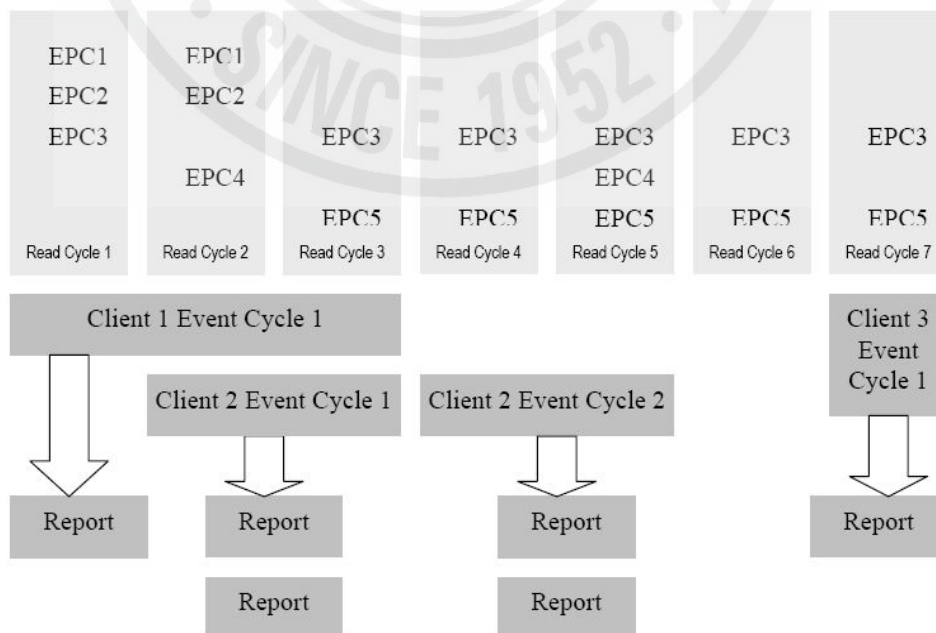 SINCE 1952
EPC1 EPC1
EPC2 EPC2
EPC3 EPC3 EPC3 EPC3 EPC3 EPC3
EPC4 EPC4
EPC5 EPC5 EPC5 EPC5 EPC5
Read Cycle 1 Read Cycle 2 Read Cycle 3 Read Cycle 4 Read Cycle 5 Read Cycle 6 Read Cycle 7
Client 1 Event Cycle 1
Client 3
Event
Cycle 1
Client 2 Event Cycle 1 Client 2 Event Cycle 2
Report Report Report Report
Report Report